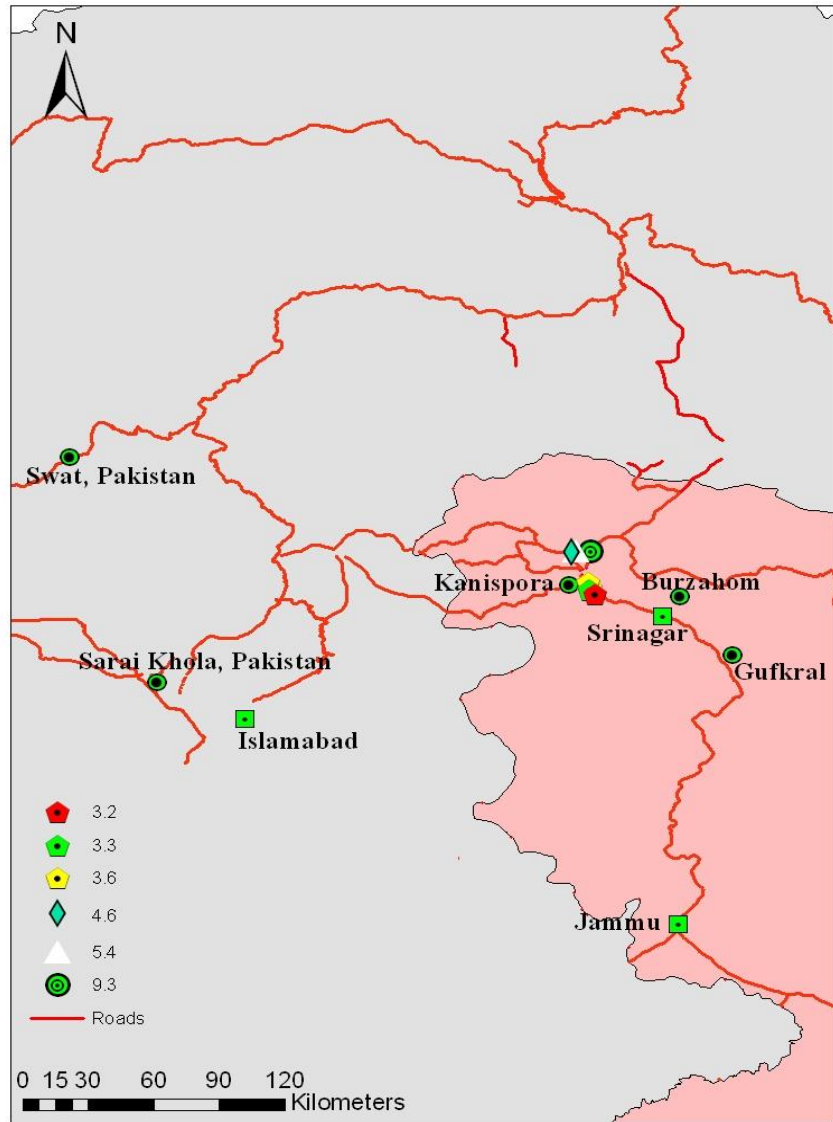 N
Swat, Pakistan
Kanispora
Burzahom
Srinagar
Sarai Khola, Pakistan
Gufkral
Islamabad
3.2
3.3
3.6
4.6
5.4
9.3
Roads
Jammu
0 15 30 60 90 120
Kilometers